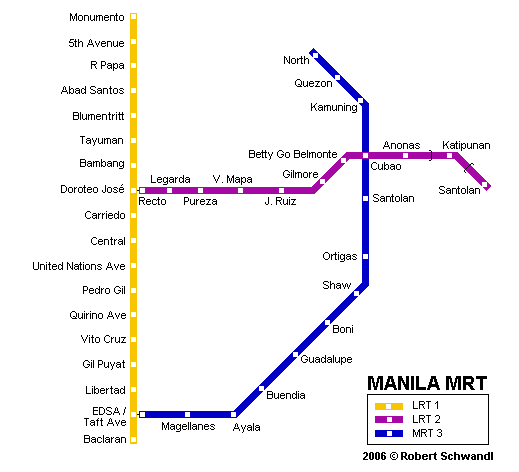 Monumento
5th Avenue
R Papa
Abad Santos
Blumentritt
Tayuman
Bambang
Doroteo José
Carriedo
Central
United Nations Ave
Pedro Gil
Quirino Ave
Vito Cruz
Gil Puyat
Libertad
EDSA /
Taft Ave
Baclaran
Recto
Legarda
Pureza
V. Mapa
J. Ruiz
Gilmore
Betty Go Belmonte
Cubao
Anonas
Katipunan
Santolan
North
Quezon
Kamuning
Santolan
Ortigas
Shaw
Boni
Guadalupe
Buendia
Ayala
Magellanes
MANILA MRT
LRT 1
LRT 2
MRT 3
2006 © Robert Schwandl